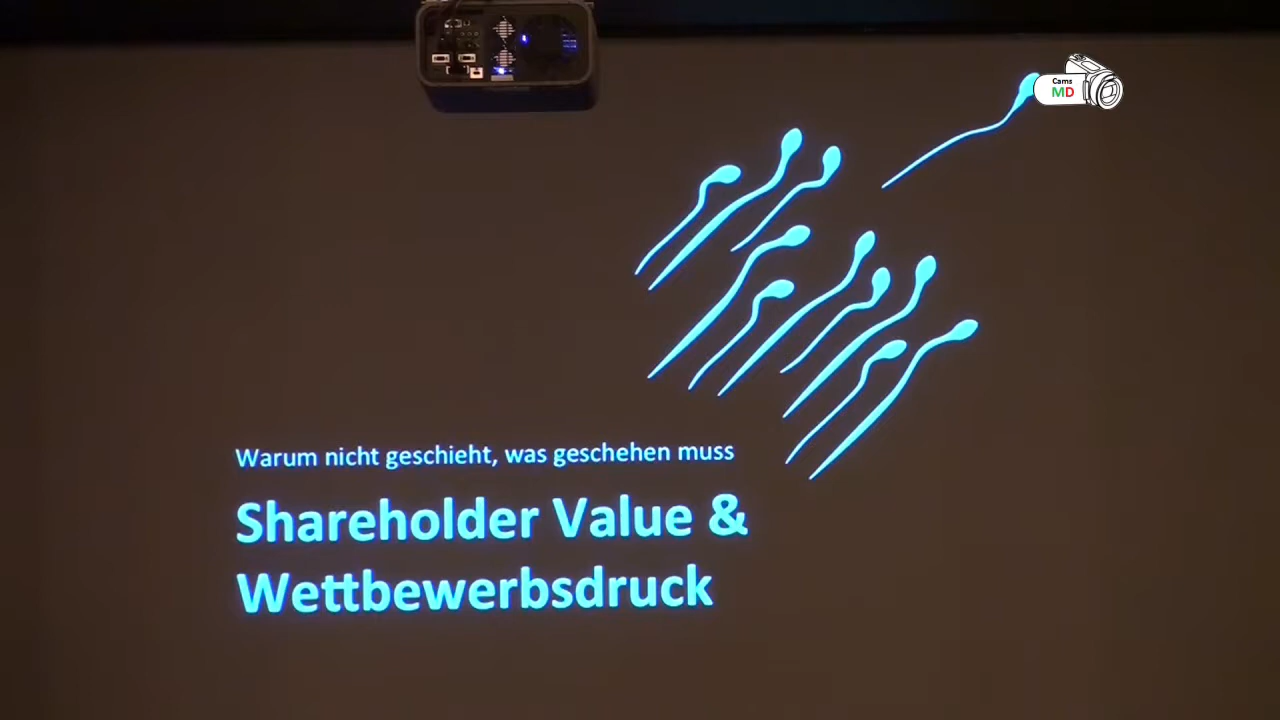 Cams
MD
Warum nicht geschieht, was geschehen muss
Shareholder Value &
Wettbewerbsdruck